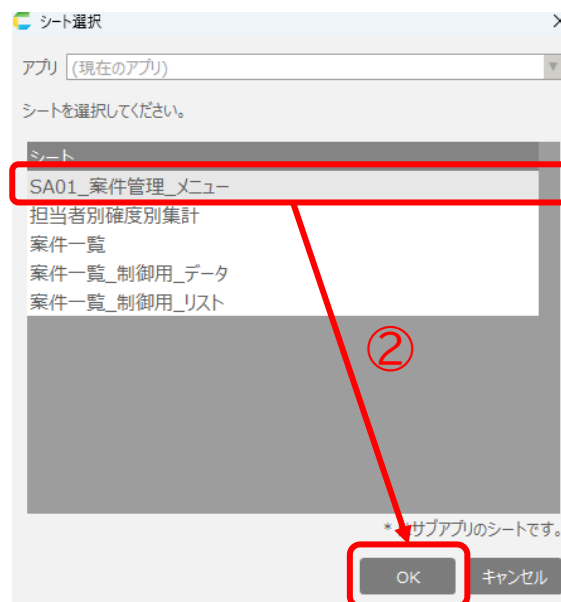 シート選択
アプリ (現在のアプリ)
シートを選択してください。
シート
SA01_案件管理_メニュー
担当者別確度別集計
案件一覧
案件一覧_制御用_データ
案件一覧_制御用_リスト
②
* サブアプリのシートです。
OK キャンセル